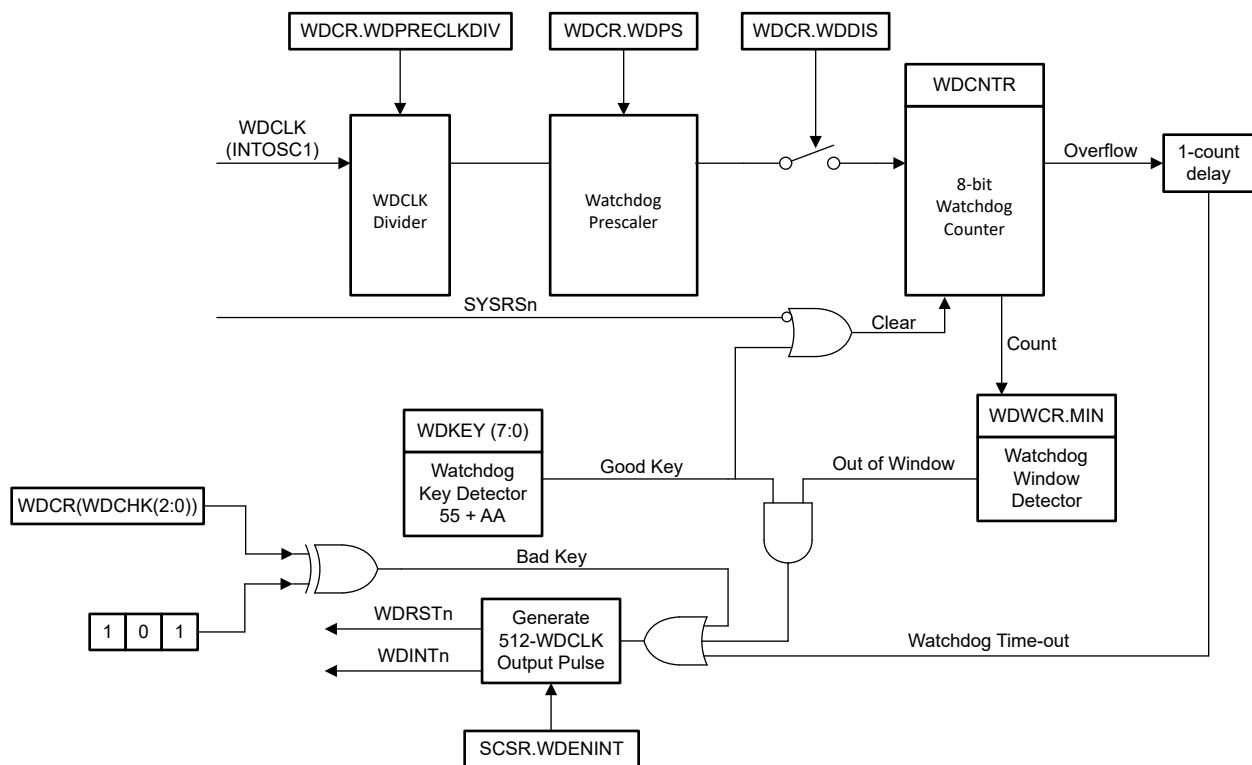 WDCR.WDPRECLKDIV
WDCR.WDPS
WDCR.WDDIS
WDCNTR
WDCLK
(INTOSC1)
WDCLK
Divider
Watchdog
Prescaler
8-bit
Watchdog
Counter
Overflow
1-count
delay
SYSRSn
Clear
Count
WDKEY (7:0)
Watchdog
Key Detector
55 + AA
Good Key
Out of Window
WDWCR.MIN
Watchdog
Window
Detector
WDCR(WDCHK(2:0))
Bad Key
1 0 1
WDRSTn
WDINTn
Generate
512-WDCLK
Output Pulse
Watchdog Time-out
SCSR.WDENINT